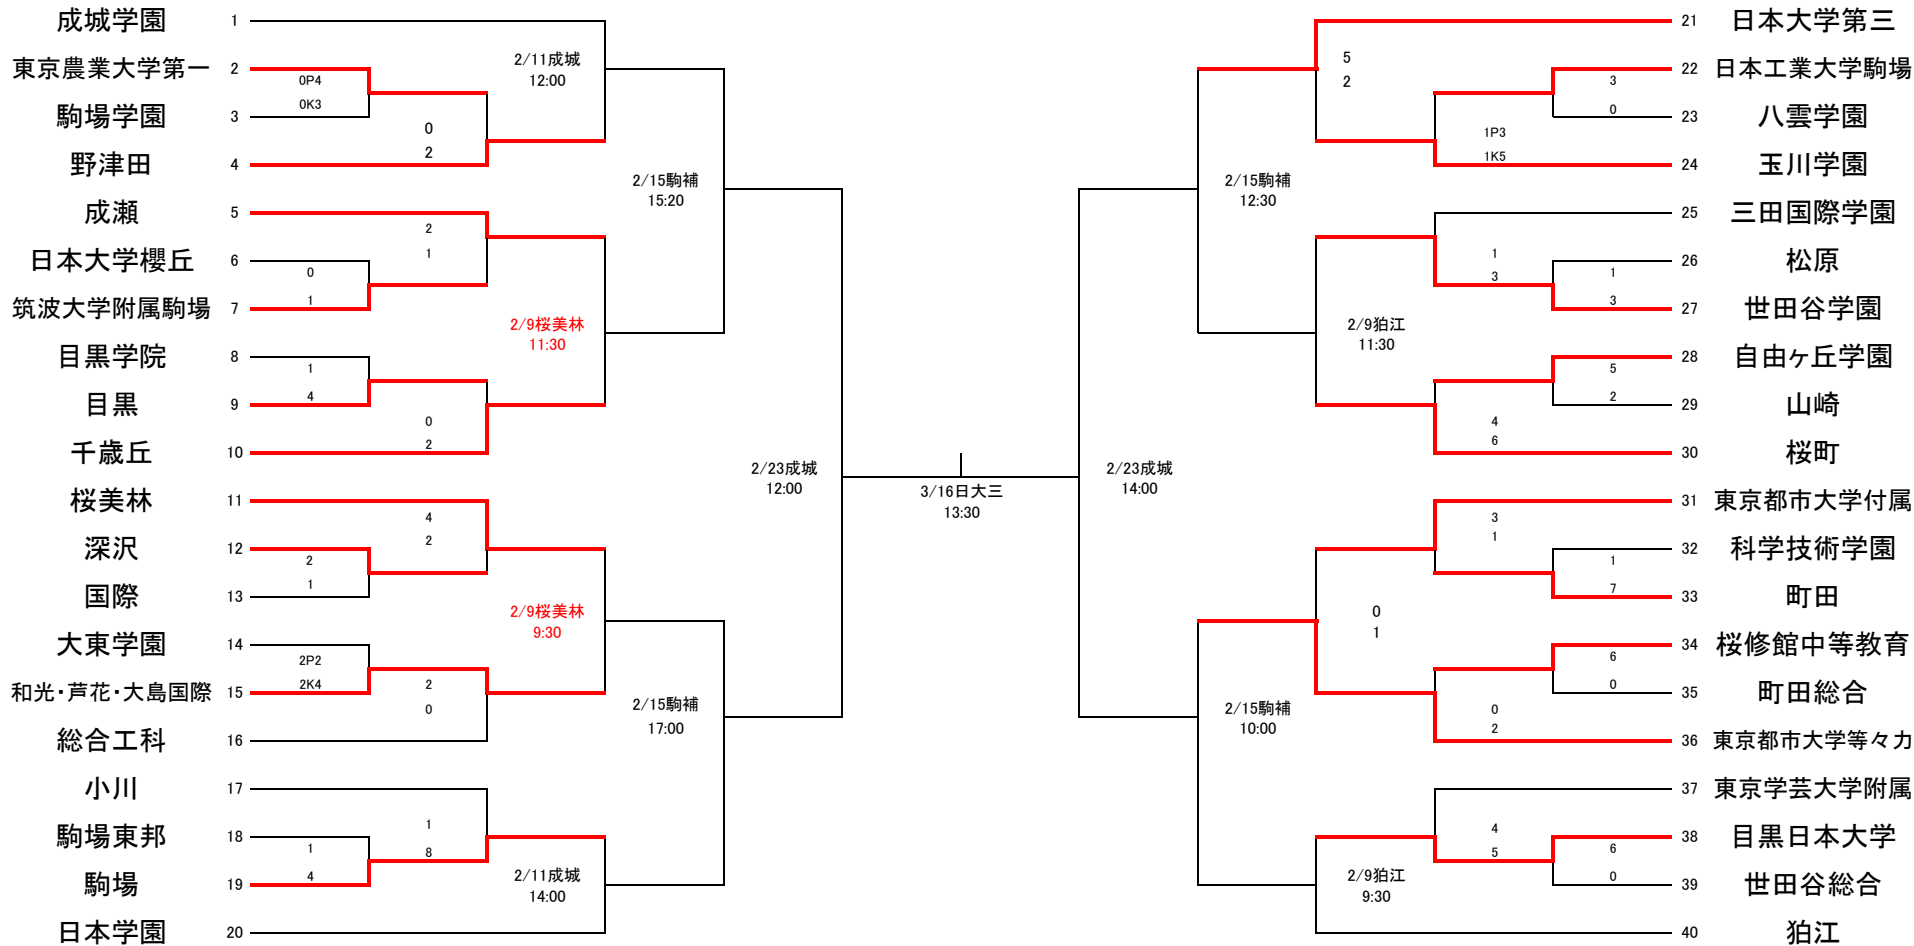 成城学園 1
2/11成城
12:00
東京農業大学第一 2
0P4
0K3
駒場学園 3
0
2
野津田 4
2/15駒補
15:20
成瀬 5
2
1
日本大学櫻丘 6
0
1
筑波大学附属駒場 7
2/9桜美林
11:30
目黒学院 8
1
4
目黒 9
0
2
千歳丘 10
2/23成城
12:00
桜美林 11
4
2
深沢 12
2
1
国際 13
2/9桜美林
9:30
大東学園 14
2P2
2K4
和光・芦花・大島国際 15
2
0
総合工科 16
2/15駒補
17:00
小川 17
1
8
駒場東邦 18
1
4
駒場 19
2/11成城
14:00
日本学園 20
3/16日大三
13:30
21 日本大学第三
5
2
22 日本工業大学駒場
3
0
23 八雲学園
1P3
1K5
24 玉川学園
2/15駒補
12:30
25 三田国際学園
1
3
26 松原
1
3
27 世田谷学園
2/9狛江
11:30
28 自由ヶ丘学園
5
2
29 山崎
4
6
30 桜町
2/23成城
14:00
31 東京都市大学付属
3
1
32 科学技術学園
1
7
33 町田
0
1
34 桜修館中等教育
6
0
35 町田総合
0
2
36 東京都市大学等々力
2/15駒補
10:00
37 東京学芸大学附属
4
5
38 目黒日本大学
6
0
39 世田谷総合
2/9狛江
9:30
40 狛江